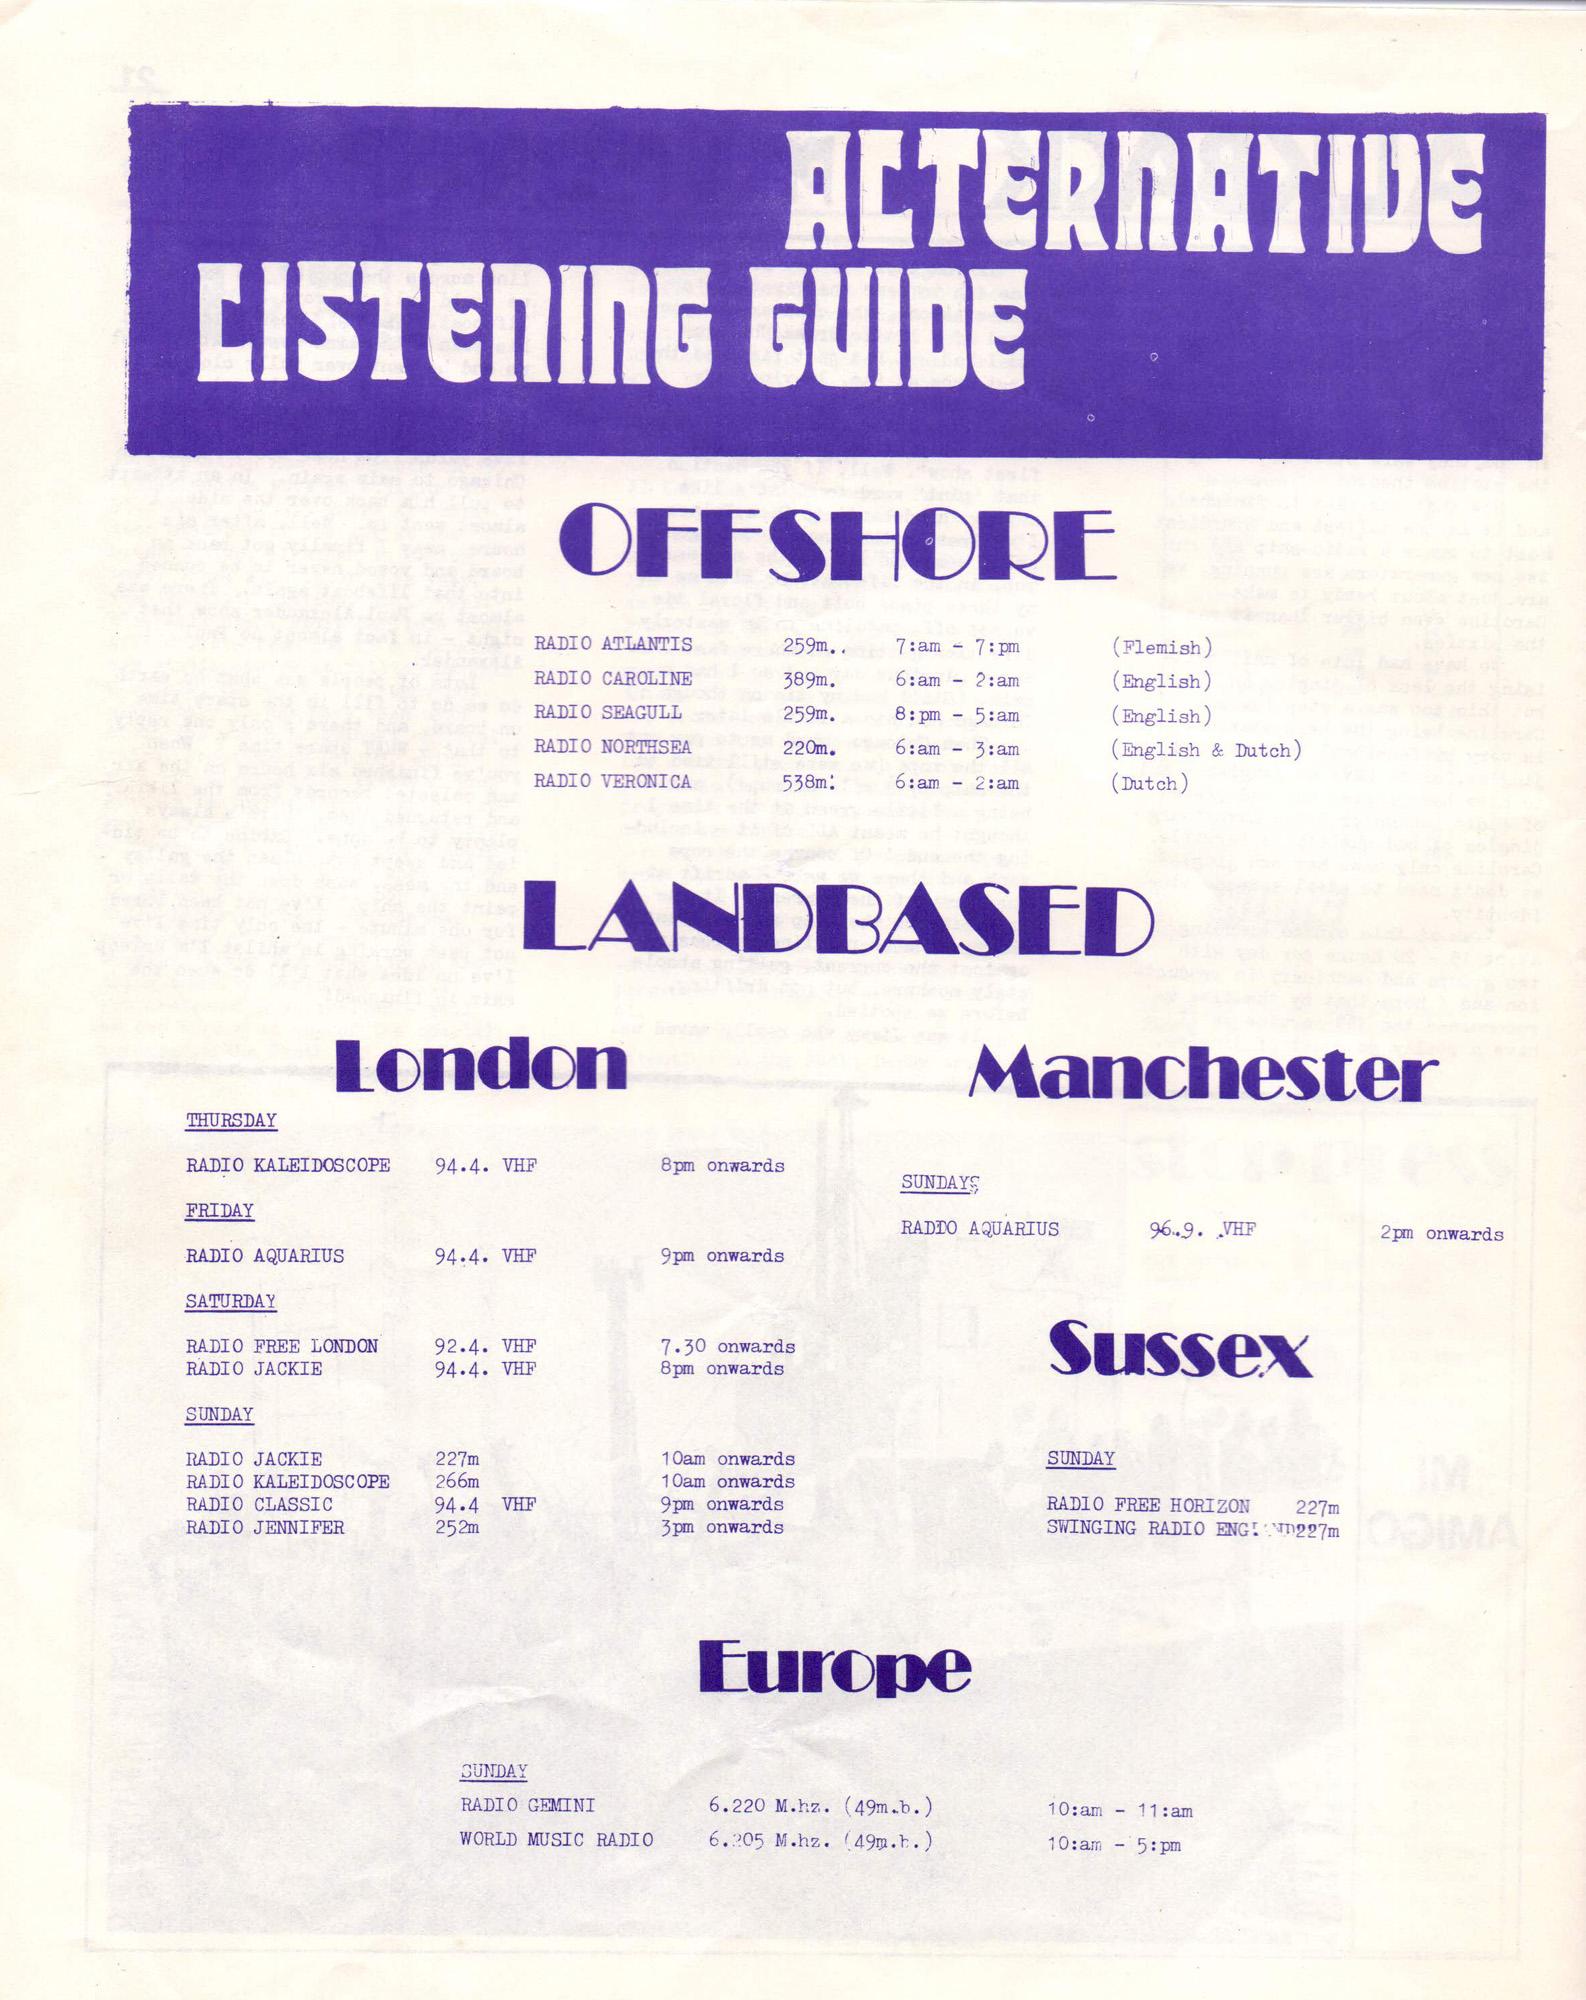 ALTERNATIVE
LISTENING GUIDE
OFFSHORE
RADIO ATLANTIS 259m.. 7:am - 7:pm (Flemish)
RADIO CAROLINE 389m. 6:am - 2:am (English)
RADIO SEAGULL 259m. 8:pm - 5:am (English)
RADIO NORTHSEA 220m. 6:am - 3:am (English & Dutch)
RADIO VERONICA 538m: 6:am - 2:am (Dutch)
LANDBASED
London
THURSDAY
RADIO KALEIDOSCOPE 94.4. VHF 8pm onwards
FRIDAY
RADIO AQUARIUS 94.4. VHF 9pm onwards
SATURDAY
RADIO FREE LONDON 92.4. VHF 7.30 onwards
RADIO JACKIE 94.4. VHF 8pm onwards
SUNDAY
RADIO JACKIE 227m 10am onwards
RADIO KALEIDOSCOPE 266m 10am onwards
RADIO CLASSIC 94.4 VHF 9pm onwards
RADIO JENNIFER 252m 3pm onwards
Manchester
SUNDAYS
RADIO AQUARIUS 96.9. VHF 2pm onwards
Sussex
SUNDAY
RADIO FREE HORIZON 227m
SWINGING RADIO ENGLAND 227m
Europe
SUNDAY
RADIO GEMINI 6.220 M.hz. (49m.b.) 10:am - 11:am
WORLD MUSIC RADIO 6.205 M.hz. (49m.b.) 10:am - 5:pm